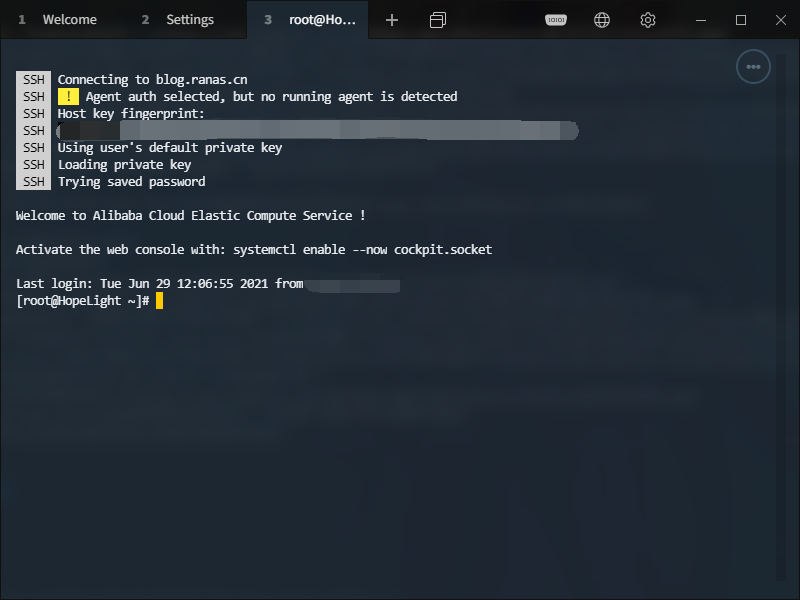 1 Welcome 2 Settings 3 root@Ho...
SSH Connecting to blog.ranas.cn
SSH ! Agent auth selected, but no running agent is detected
SSH Host key fingerprint:
SSH
SSH Using user's default private key
SSH Loading private key
SSH Trying saved password
Welcome to Alibaba Cloud Elastic Compute Service !
Activate the web console with: systemctl enable --now cockpit.socket
Last login: Tue Jun 29 12:06:55 2021 from
[root@HopeLight ~]#